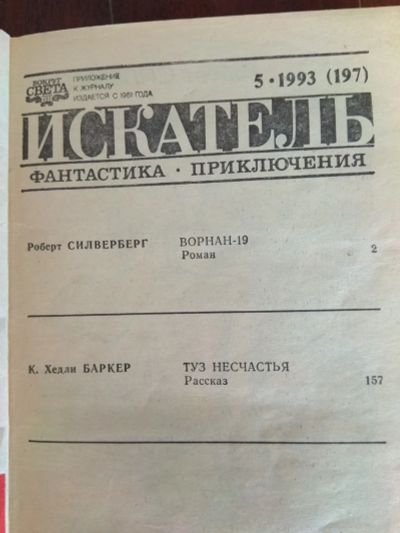 ВОКРУГ
СВЕТА
ПРИЛОЖЕНИЕ
К ЖУРНАЛУ
ИЗДАЕТСЯ С 1961 ГОДА
5·1993 (197)
ИСКАТЕЛЬ
ФАНТАСТИКА · ПРИКЛЮЧЕНИЯ
Роберт СИЛВЕРБЕРГ ВОРНАН-19
Роман 2
К. Хедли БАРКЕР ТУЗ НЕСЧАСТЬЯ
Рассказ 157